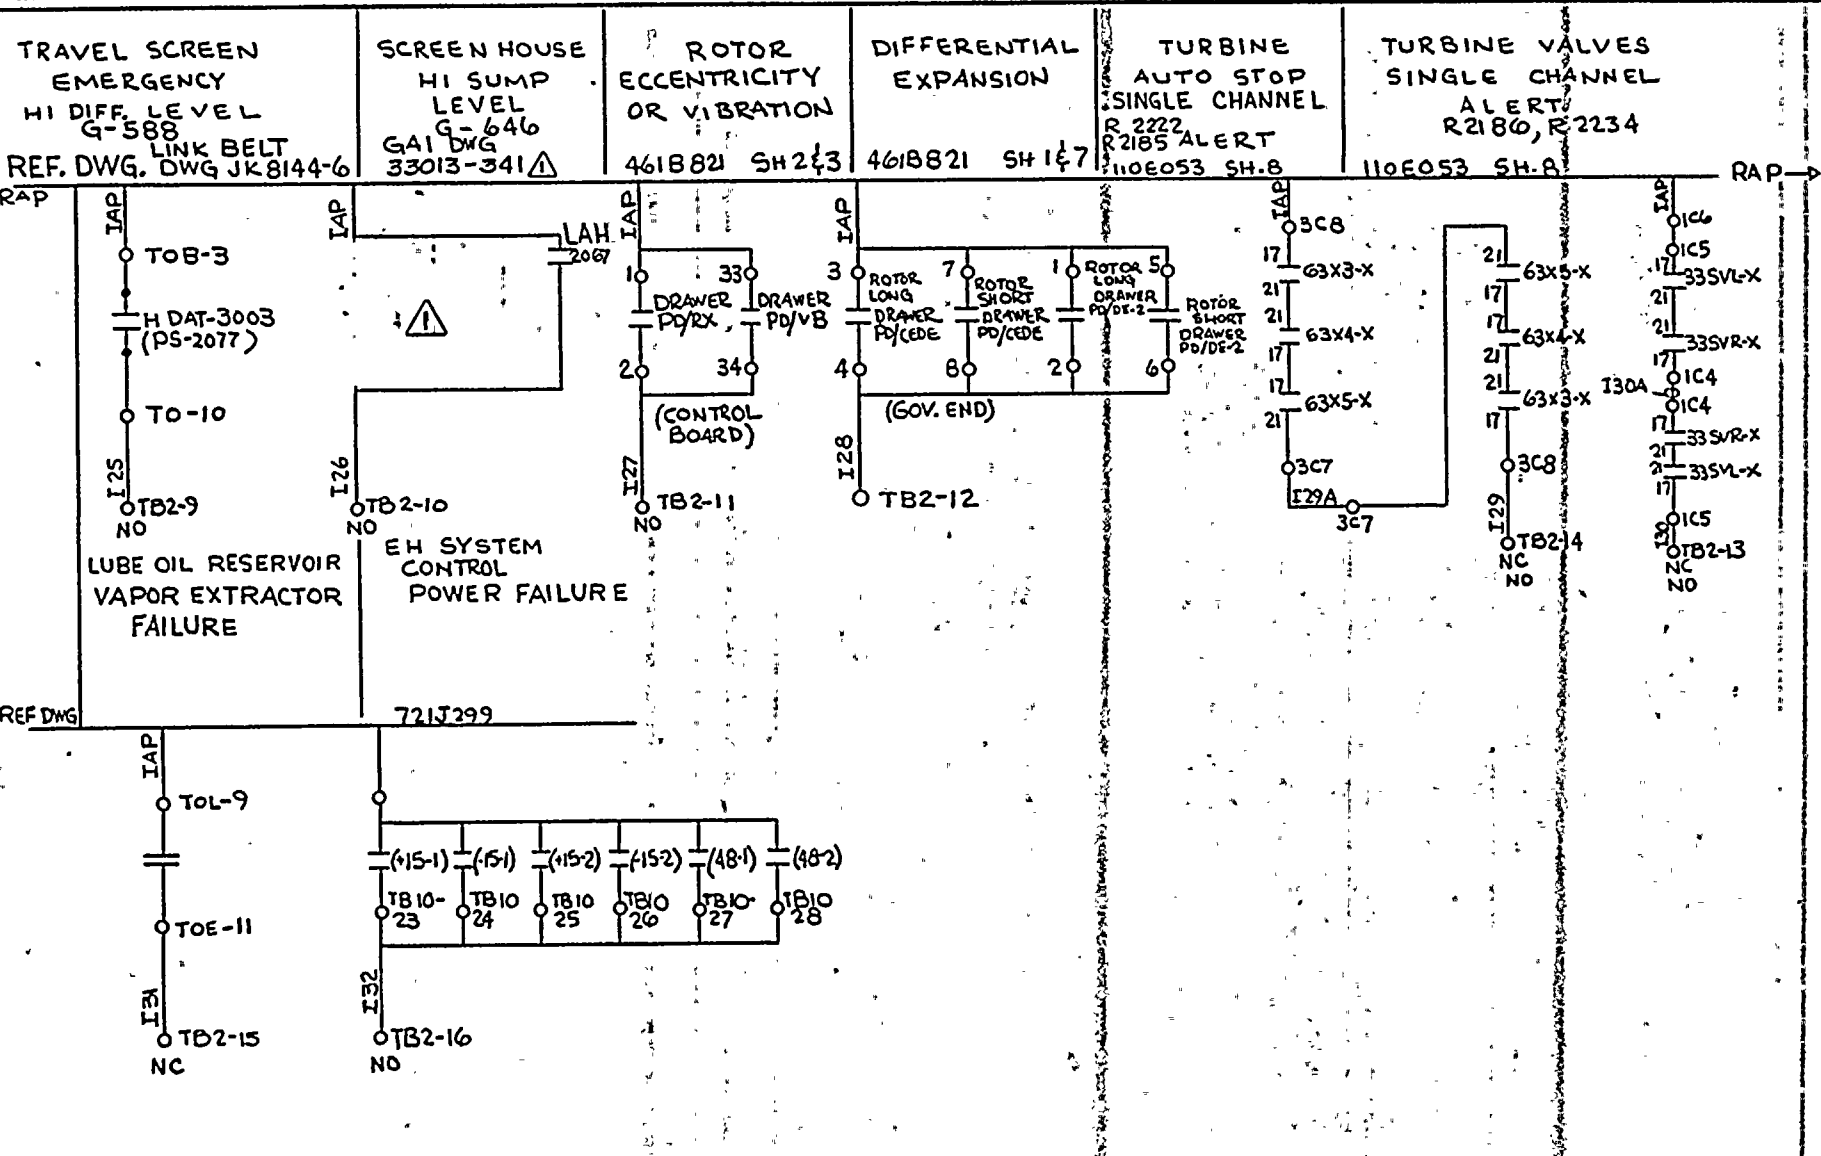 TRAVEL SCREEN
EMERGENCY
HI DIFF. LEVEL
G-588
LINK BELT
REF. DWG. DWG JK8144-6
SCREEN HOUSE
HI SUMP
LEVEL
G-646
GAI DWG
33013-341 1
ROTOR
ECCENTRICITY
OR VIBRATION
461B821 SH 2&3
DIFFERENTIAL
EXPANSION
461B821 SH 1&7
TURBINE
AUTO STOP
SINGLE CHANNEL
R 2222
R2185 ALERT
110E053 SH.8
TURBINE VALVES
SINGLE CHANNEL
ALERT
R2186, R2234
110E053 SH.8
RAP
RAP
IAP
TOB-3
H DAT-3003
(PS-2077)
TO-10
I25
TB2-9
NO
IAP
LAH
2067
1
I26
TB2-10
NO
IAP
1
33
DRAWER
PD/RX
DRAWER
PD/VB
2
34
(CONTROL
BOARD)
I27
TB2-11
NO
IAP
3
ROTOR
LONG
DRAWER
PD/CEDE
4
7
ROTOR
SHORT
DRAWER
PD/CEDE
8
1
ROTOR
LONG
DRAWER
PD/DE-2
2
5
ROTOR
SHORT
DRAWER
PD/DE-2
6
(GOV. END)
I28
TB2-12
IAP
3C8
17
63X3-X
21
21
63X4-X
17
17
63X5-X
21
3C7
I29A
3C7
21
63X5-X
17
17
63X4-X
21
21
63X3-X
17
3C8
I29
TB2-14
NC
NO
IAP
1C6
1C5
17
33SVL-X
21
21
33SVR-X
17
1C4
I30A
1C4
17
33SVR-X
21
21
33SVL-X
17
1C5
I30
TB2-13
NC
NO
LUBE OIL RESERVOIR
VAPOR EXTRACTOR
FAILURE
EH SYSTEM
CONTROL
POWER FAILURE
REF DWG
721J299
IAP
TOL-9
TOE-11
I31
TB2-15
NC
(+15-1)
(-15-1)
(+15-2)
(-15-2)
(48-1)
(48-2)
TB10-
23
TB10
24
TB10
25
TB10
26
TB10-
27
TB10
28
I32
TB2-16
NO